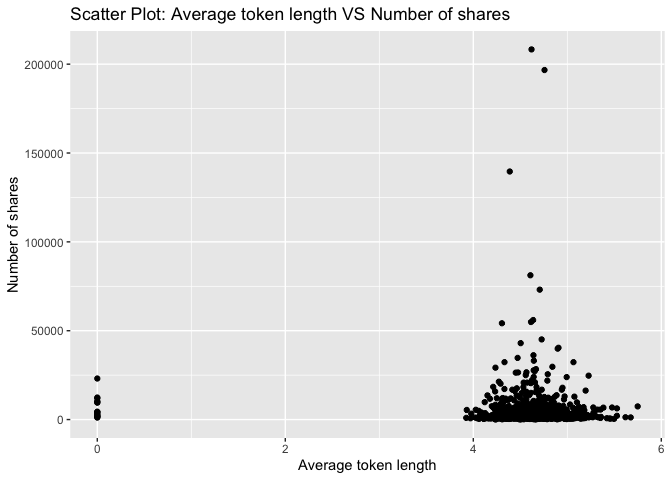 Scatter Plot: Average token length VS Number of shares
Number of shares
200000
150000
100000
50000
0
0 2 4 6
Average token length